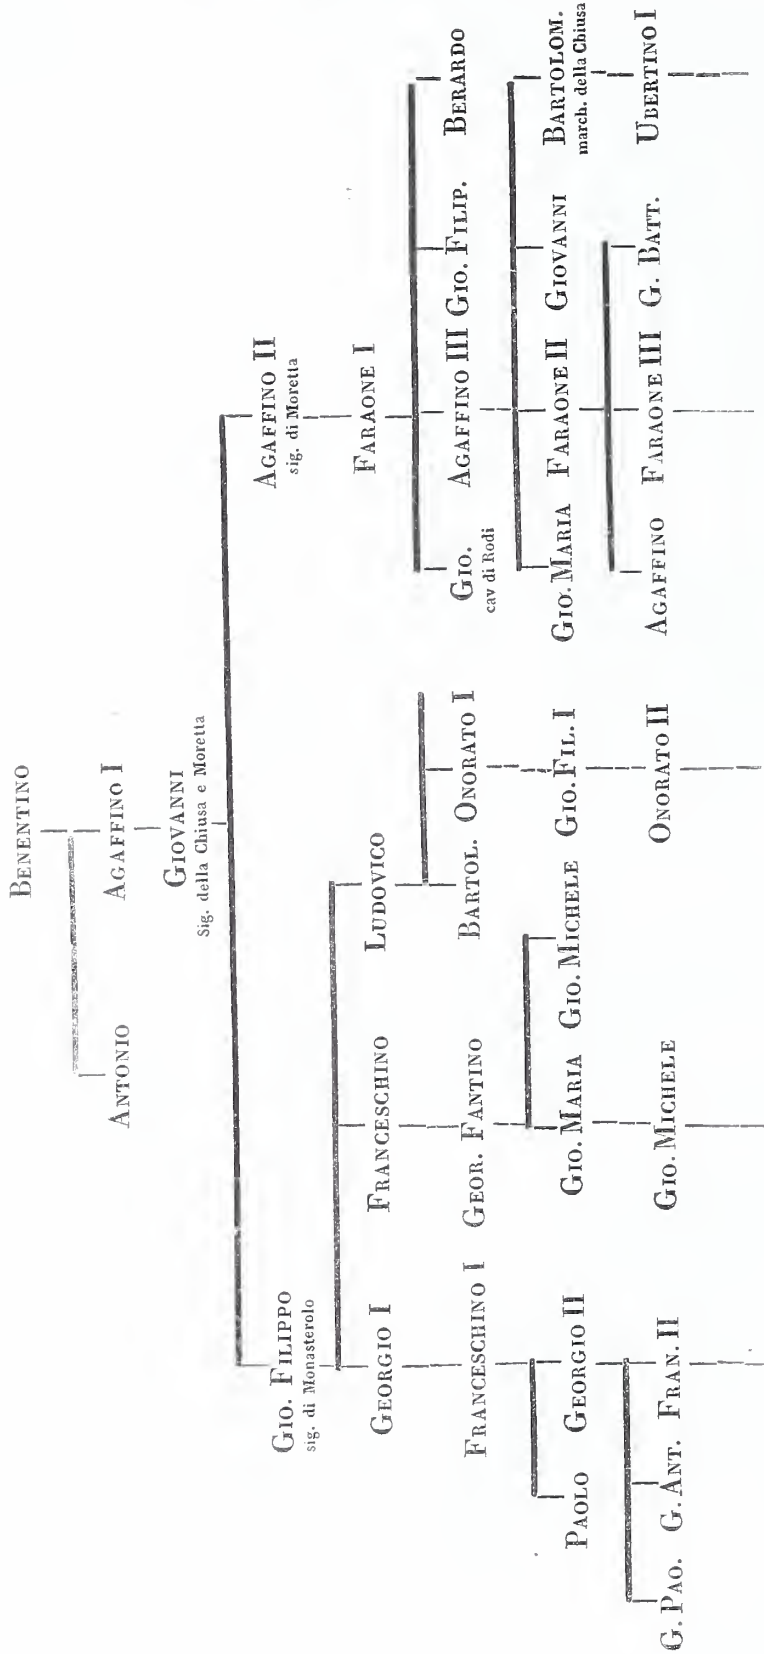 BENENTINO
ANTONIO AGAFFINO I
GIOVANNI
Sig. della Chiusa e Moretta
GIO. FILIPPO AGAFFINO II
sig. di Monasterolo sig. di Moretta
GEORGIO I FRANCESCHINO LUDOVICO FARAONE I
FRANCESCHINO I GEOR. FANTINO BARTOL. ONORATO I GIO. AGAFFINO III GIO. FILIP. BERARDO
cav di Rodi
PAOLO GEORGIO II GIO. MARIA GIO. MICHELE GIO. FIL. I GIO. MARIA FARAONE II GIOVANNI BARTOLOM.
march. della Chiusa
G. PAO. G. ANT. FRAN. II GIO. MICHELE ONORATO II AGAFFINO FARAONE III G. BATT. UBERTINO I